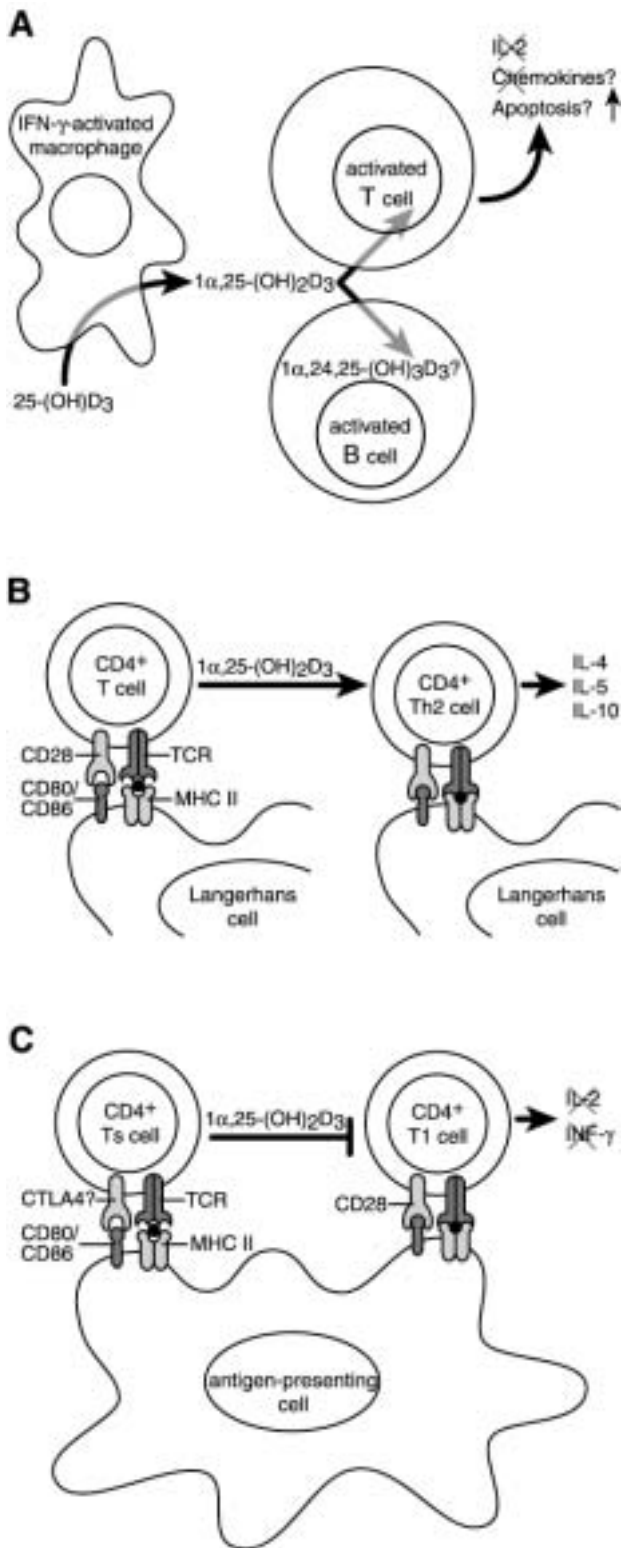 A
IFN-γ-activated
macrophage
25-(OH)D₃
1α,25-(OH)₂D₃
activated
T cell
1α,24,25-(OH)₃D₃?
activated
B cell
IL-2
Chemokines?
Apoptosis?
B
CD4⁺
T cell
1α,25-(OH)₂D₃
CD4⁺
Th2 cell
IL-4
IL-5
IL-10
CD28
TCR
CD80/
CD86
MHC II
Langerhans
cell
Langerhans
cell
C
CD4⁺
Ts cell
1α,25-(OH)₂D₃
CD4⁺
T1 cell
IL-2
INF-γ
CTLA4?
TCR
CD28
CD80/
CD86
MHC II
antigen-presenting
cell